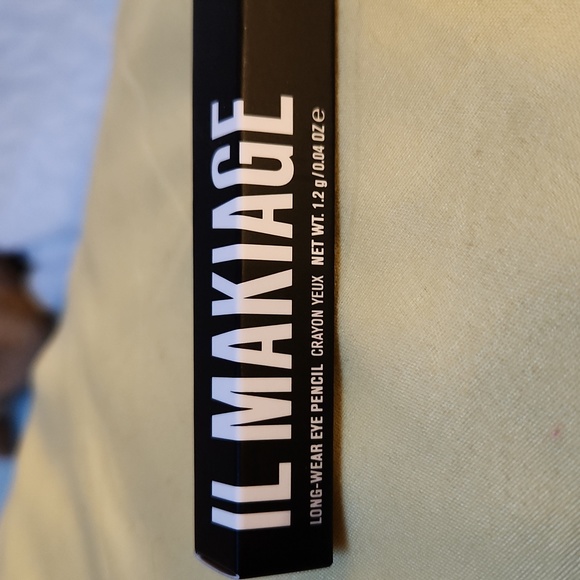 IL MAKIAGE
LONG-WEAR EYE PENCIL CRAYON YEUX NET WT. 1.2 g / 0.04 OZ ℮